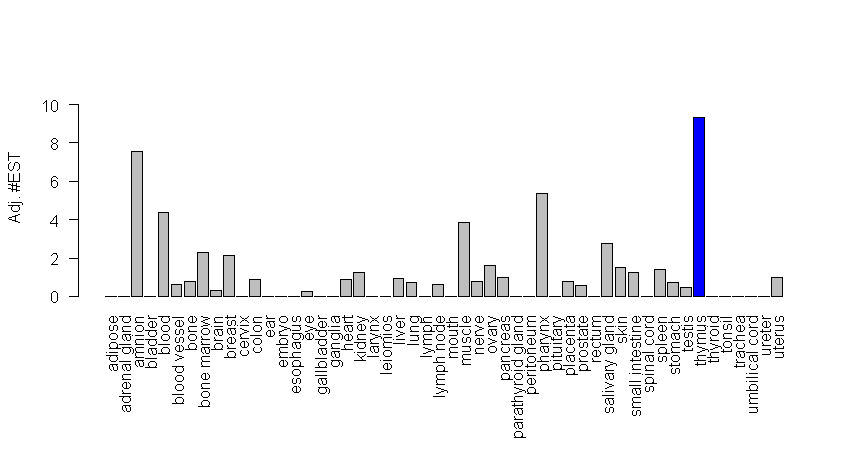 Adj. #EST
10
8
6
4
2
0
adipose
adrenal gland
amnion
bladder
blood
blood vessel
bone
bone marrow
brain
breast
cervix
colon
ear
embryo
esophagus
eye
gallbladder
ganglia
heart
kidney
larynx
leiomios
liver
lung
lymph
lymph node
mouth
muscle
nerve
ovary
pancreas
parathyroid gland
peritoneum
pharynx
pituitary
placenta
prostate
rectum
salivary gland
skin
small intestine
spinal cord
spleen
stomach
testis
thymus
thyroid
tonsil
trachea
umbilical cord
ureter
uterus